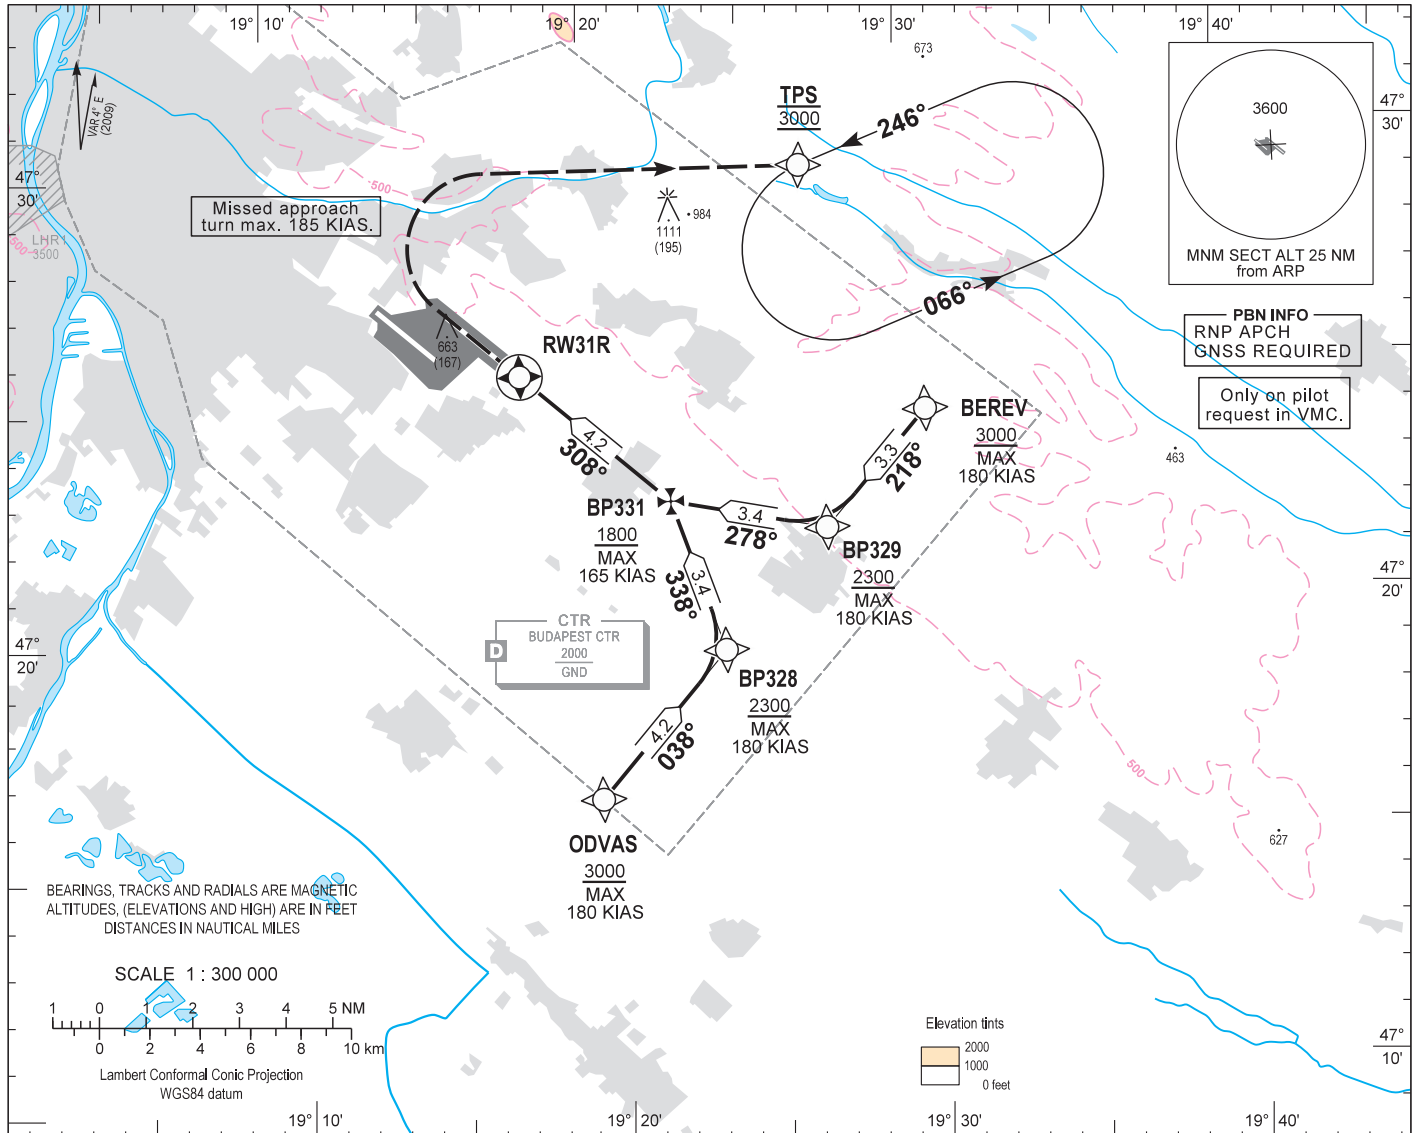 19° 10'
19° 20'
19° 30'
19° 40'
673
VAR 4° E
(2009)
TPS
3000
246°
3600
47°
30'
47°
30'
500
Missed approach
turn max. 185 KIAS.
984
1111
(195)
LHR1
3500
500
MNM SECT ALT 25 NM
from ARP
066°
PBN INFO
RNP APCH
GNSS REQUIRED
663
(167)
RW31R
Only on pilot
request in VMC.
BEREV
3000
MAX
180 KIAS
4.2
308°
3.3
218°
463
BP331
1800
MAX
165 KIAS
3.4
278°
BP329
2300
MAX
180 KIAS
3.4
338°
47°
20'
47°
20'
CTR
BUDAPEST CTR
2000
GND
D
BP328
2300
MAX
180 KIAS
4.2
038°
500
ODVAS
3000
MAX
180 KIAS
627
BEARINGS, TRACKS AND RADIALS ARE MAGNETIC
ALTITUDES, (ELEVATIONS AND HIGH) ARE IN FEET
DISTANCES IN NAUTICAL MILES
SCALE 1 : 300 000
1 0 1 2 3 4 5 NM
0 2 4 6 8 10 km
Lambert Conformal Conic Projection
WGS84 datum
Elevation tints
2000
1000
0 feet
47°
10'
19° 10'
19° 20'
19° 30'
19° 40'